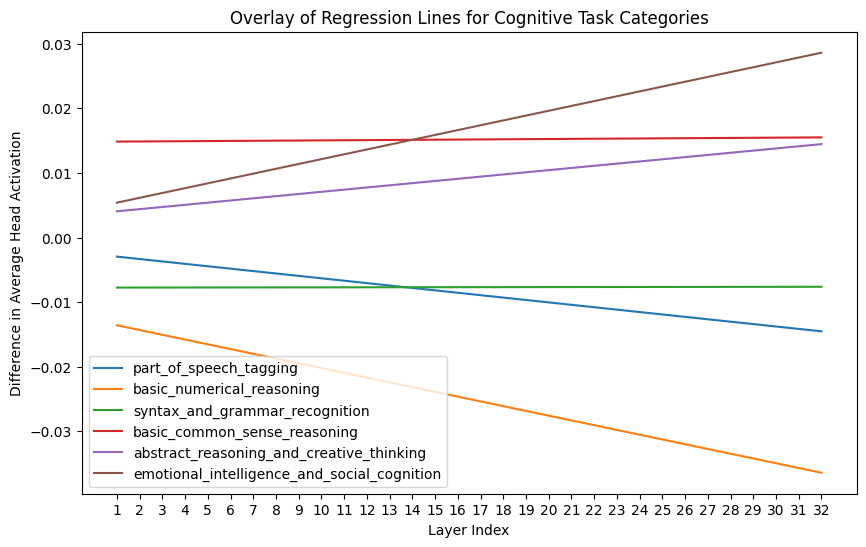 Overlay of Regression Lines for Cognitive Task Categories
Difference in Average Head Activation
0.03
0.02
0.01
0.00
−0.01
−0.02
−0.03
part_of_speech_tagging
basic_numerical_reasoning
syntax_and_grammar_recognition
basic_common_sense_reasoning
abstract_reasoning_and_creative_thinking
emotional_intelligence_and_social_cognition
1 2 3 4 5 6 7 8 9 10 11 12 13 14 15 16 17 18 19 20 21 22 23 24 25 26 27 28 29 30 31 32
Layer Index